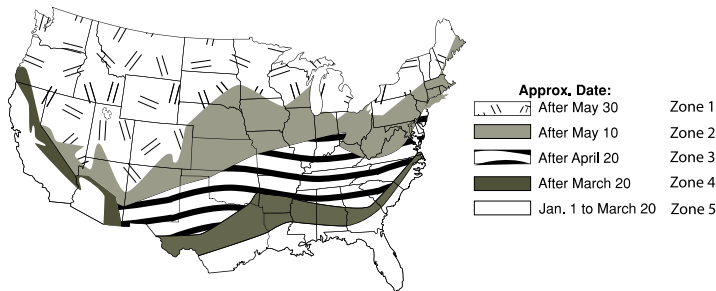 Approx. Date:
After May 30 Zone 1
After May 10 Zone 2
After April 20 Zone 3
After March 20 Zone 4
Jan. 1 to March 20 Zone 5